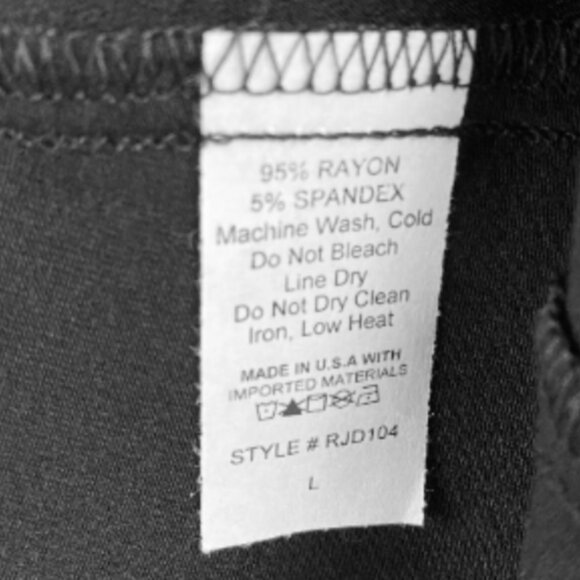 95% RAYON
5% SPANDEX
Machine Wash, Cold
Do Not Bleach
Line Dry
Do Not Dry Clean
Iron, Low Heat
MADE IN U.S.A WITH
IMPORTED MATERIALS
STYLE # RJD104
L